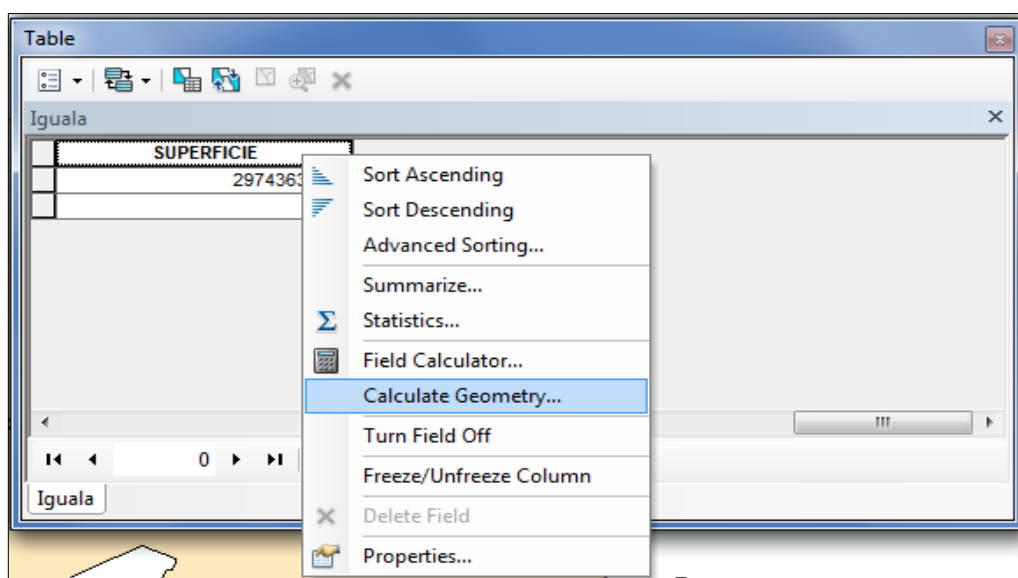 Table
Iguala
SUPERFICIE
297436
Sort Ascending
Sort Descending
Advanced Sorting...
Summarize...
Statistics...
Field Calculator...
Calculate Geometry...
Turn Field Off
0
Freeze/Unfreeze Column
Iguala
Delete Field
Properties...